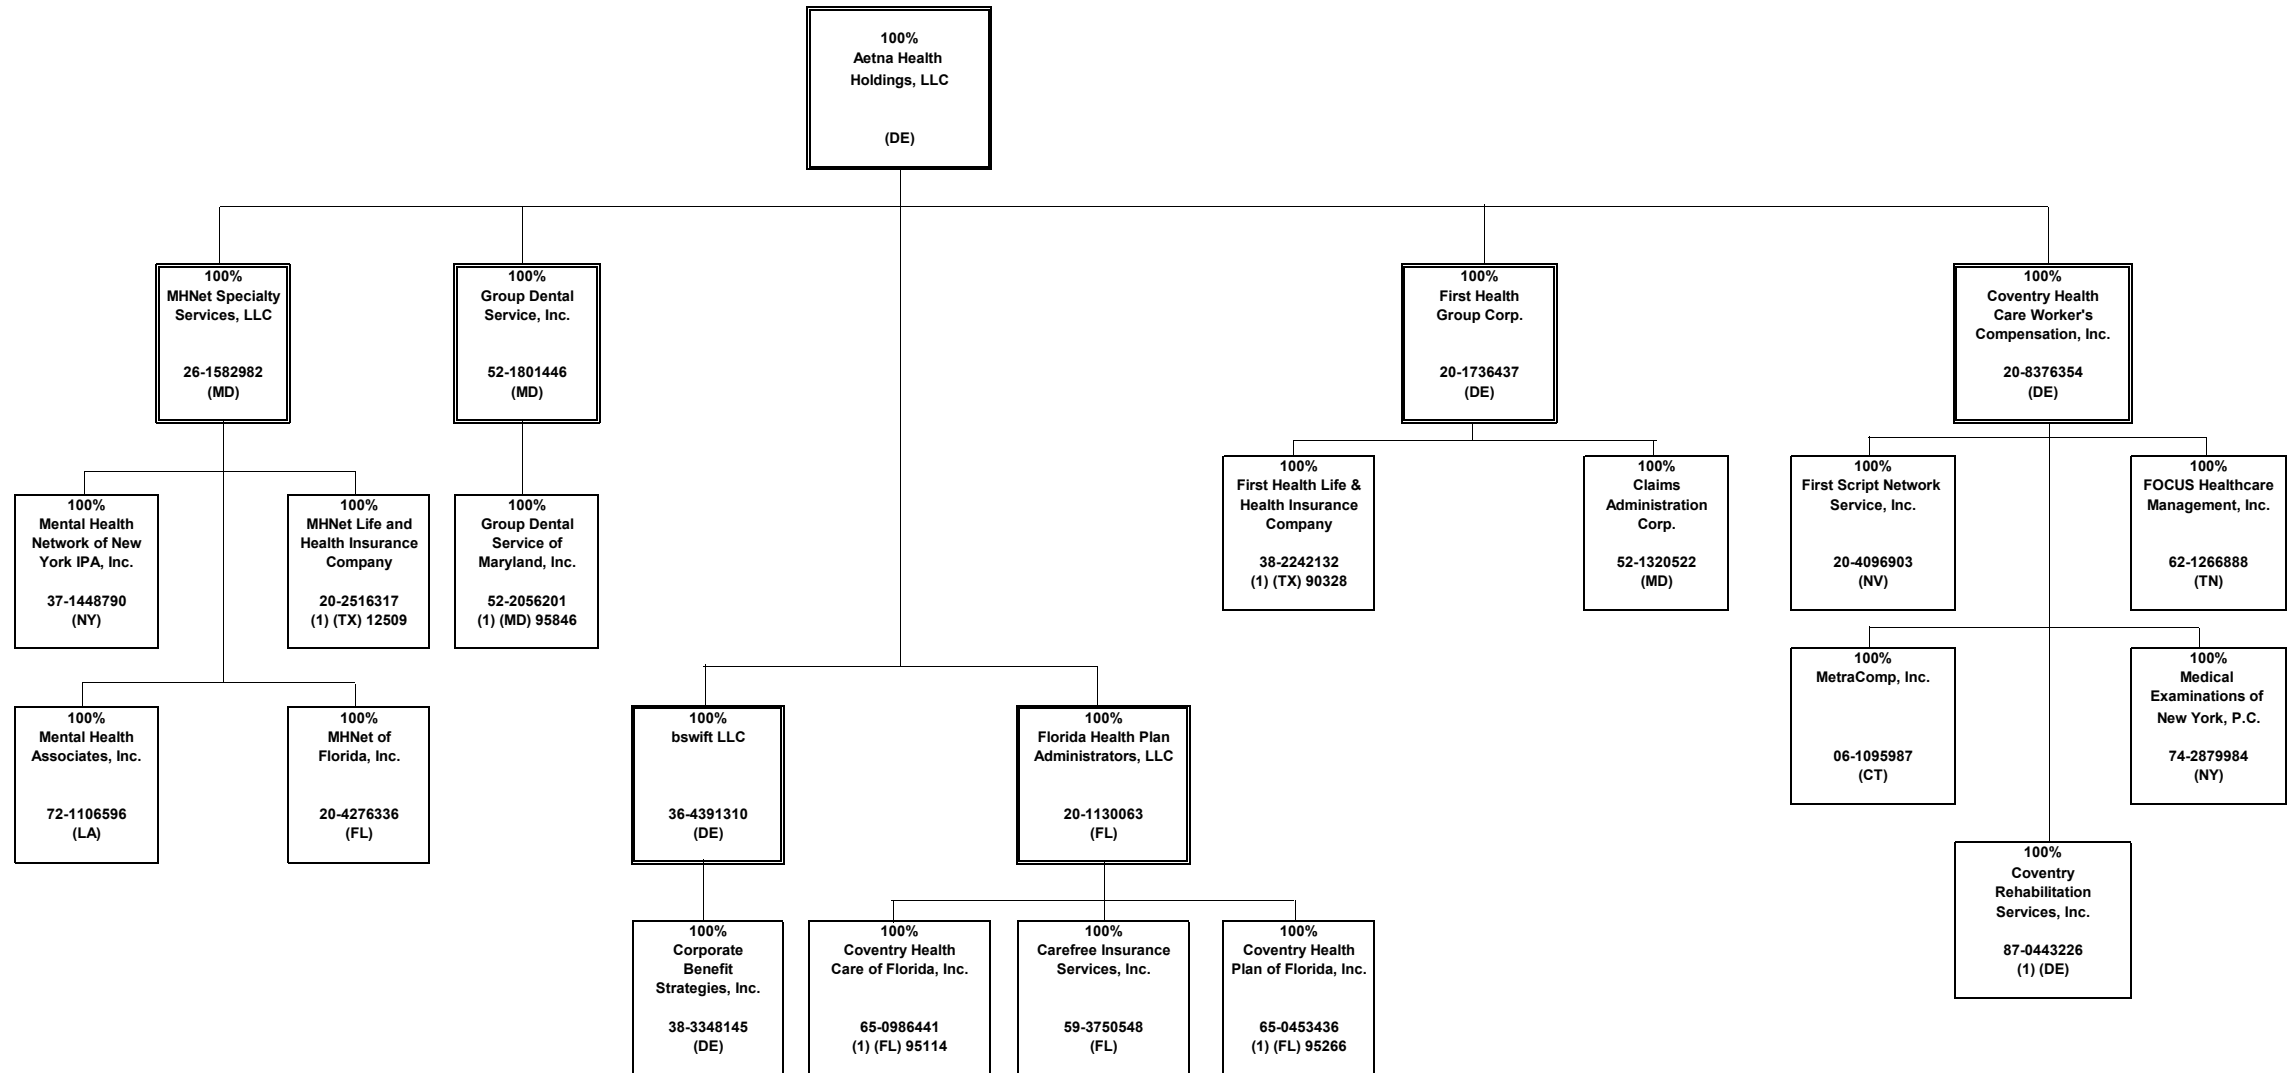 100%
Aetna Health
Holdings, LLC
(DE)
100%
MHNet Specialty
Services, LLC
26-1582982
(MD)
100%
Group Dental
Service, Inc.
52-1801446
(MD)
100%
First Health
Group Corp.
20-1736437
(DE)
100%
Coventry Health
Care Worker's
Compensation, Inc.
20-8376354
(DE)
100%
Mental Health
Network of New
York IPA, Inc.
37-1448790
(NY)
100%
MHNet Life and
Health Insurance
Company
20-2516317
(1) (TX) 12509
100%
Group Dental
Service of
Maryland, Inc.
52-2056201
(1) (MD) 95846
100%
First Health Life &
Health Insurance
Company
38-2242132
(1) (TX) 90328
100%
Claims
Administration
Corp.
52-1320522
(MD)
100%
First Script Network
Service, Inc.
20-4096903
(NV)
100%
FOCUS Healthcare
Management, Inc.
62-1266888
(TN)
100%
Mental Health
Associates, Inc.
72-1106596
(LA)
100%
MHNet of
Florida, Inc.
20-4276336
(FL)
100%
bswift LLC
36-4391310
(DE)
100%
Florida Health Plan
Administrators, LLC
20-1130063
(FL)
100%
MetraComp, Inc.
06-1095987
(CT)
100%
Medical
Examinations of
New York, P.C.
74-2879984
(NY)
100%
Coventry
Rehabilitation
Services, Inc.
87-0443226
(1) (DE)
100%
Corporate
Benefit
Strategies, Inc.
38-3348145
(DE)
100%
Coventry Health
Care of Florida, Inc.
65-0986441
(1) (FL) 95114
100%
Carefree Insurance
Services, Inc.
59-3750548
(FL)
100%
Coventry Health
Plan of Florida, Inc.
65-0453436
(1) (FL) 95266